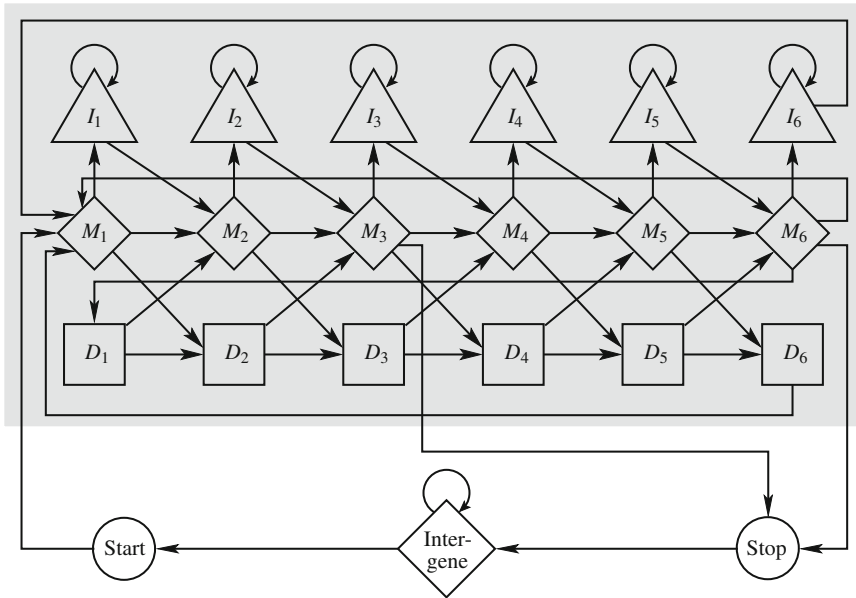 I1 I2 I3 I4 I5 I6
M1 M2 M3 M4 M5 M6
D1 D2 D3 D4 D5 D6
Start
Inter-
gene
Stop